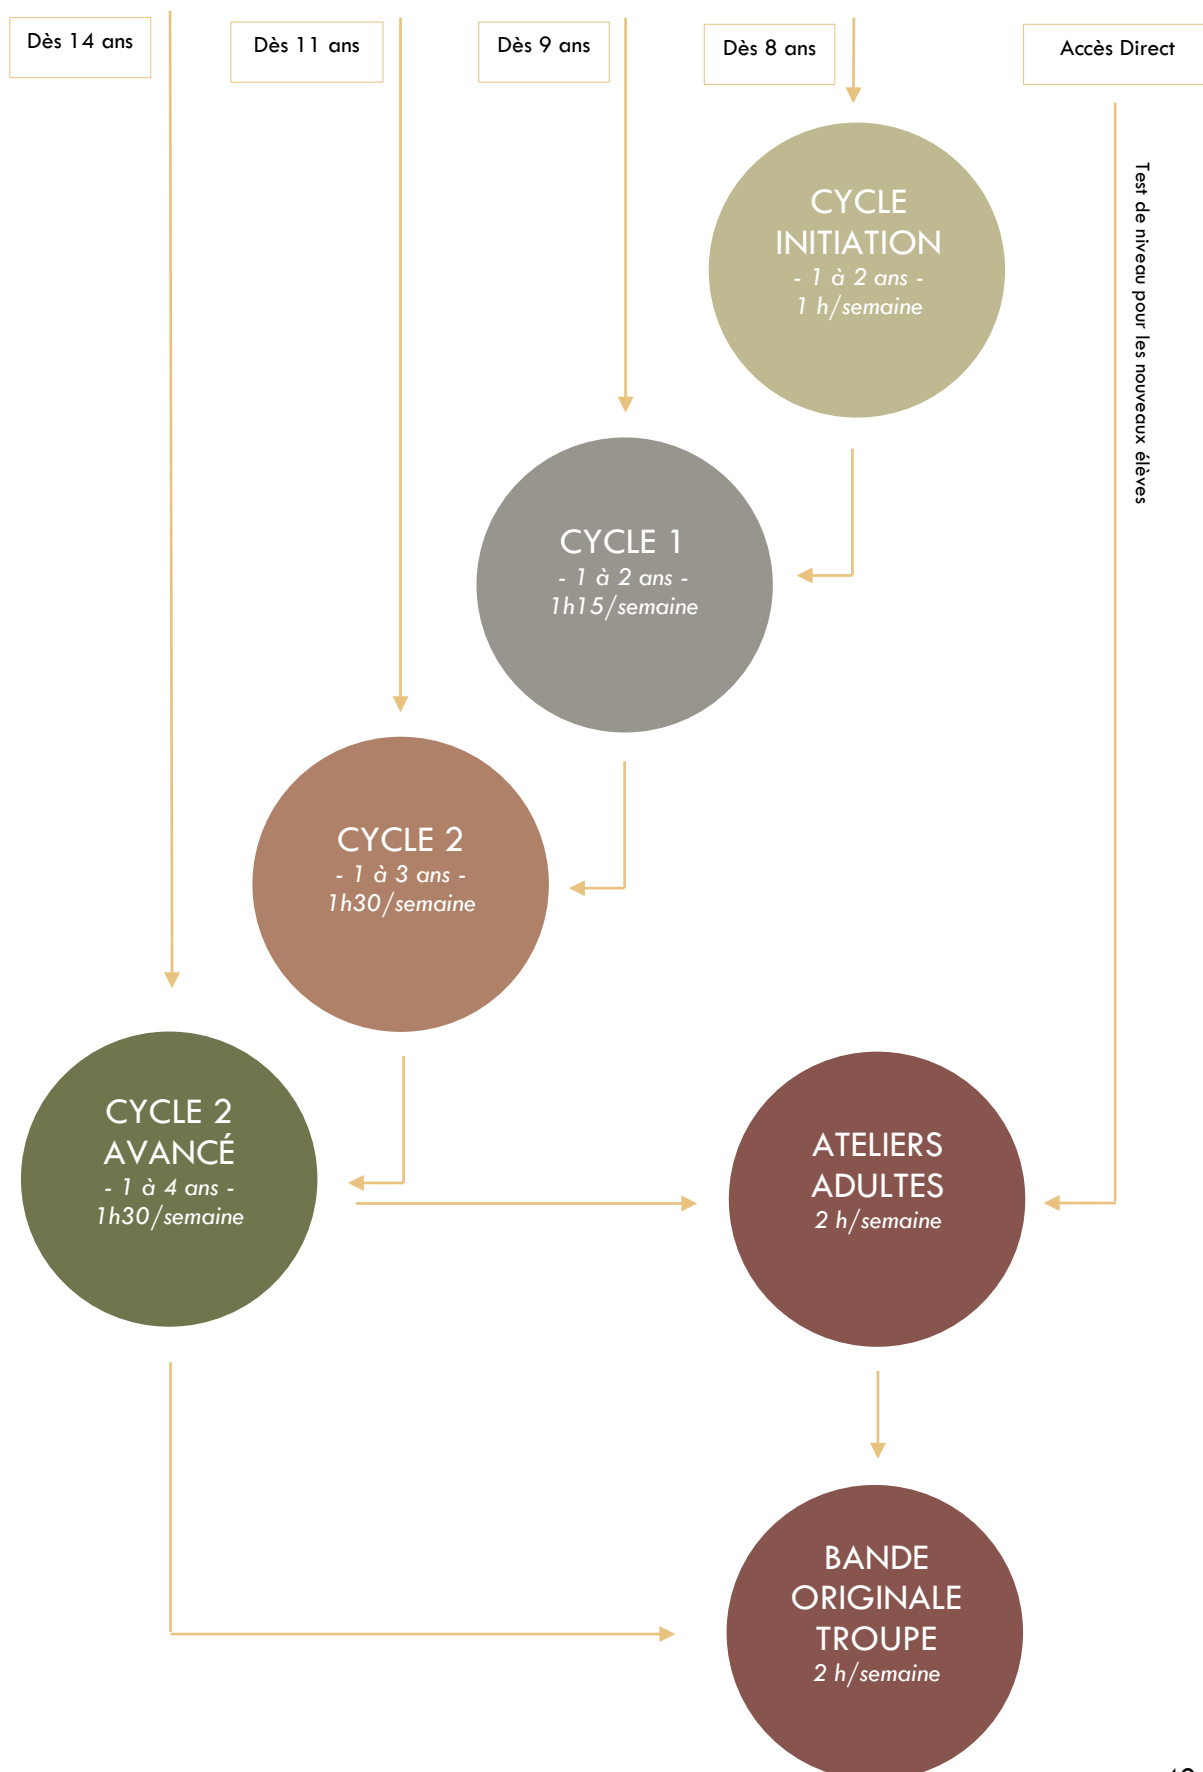 Dès 14 ans
Dès 11 ans
Dès 9 ans
Dès 8 ans
Accès Direct
Test de niveau pour les nouveaux élèves
CYCLE
INITIATION
- 1 à 2 ans -
1 h/semaine
CYCLE 1
- 1 à 2 ans -
1h15/semaine
CYCLE 2
- 1 à 3 ans -
1h30/semaine
CYCLE 2
AVANCÉ
- 1 à 4 ans -
1h30/semaine
ATELIERS
ADULTES
2 h/semaine
BANDE
ORIGINALE
TROUPE
2 h/semaine